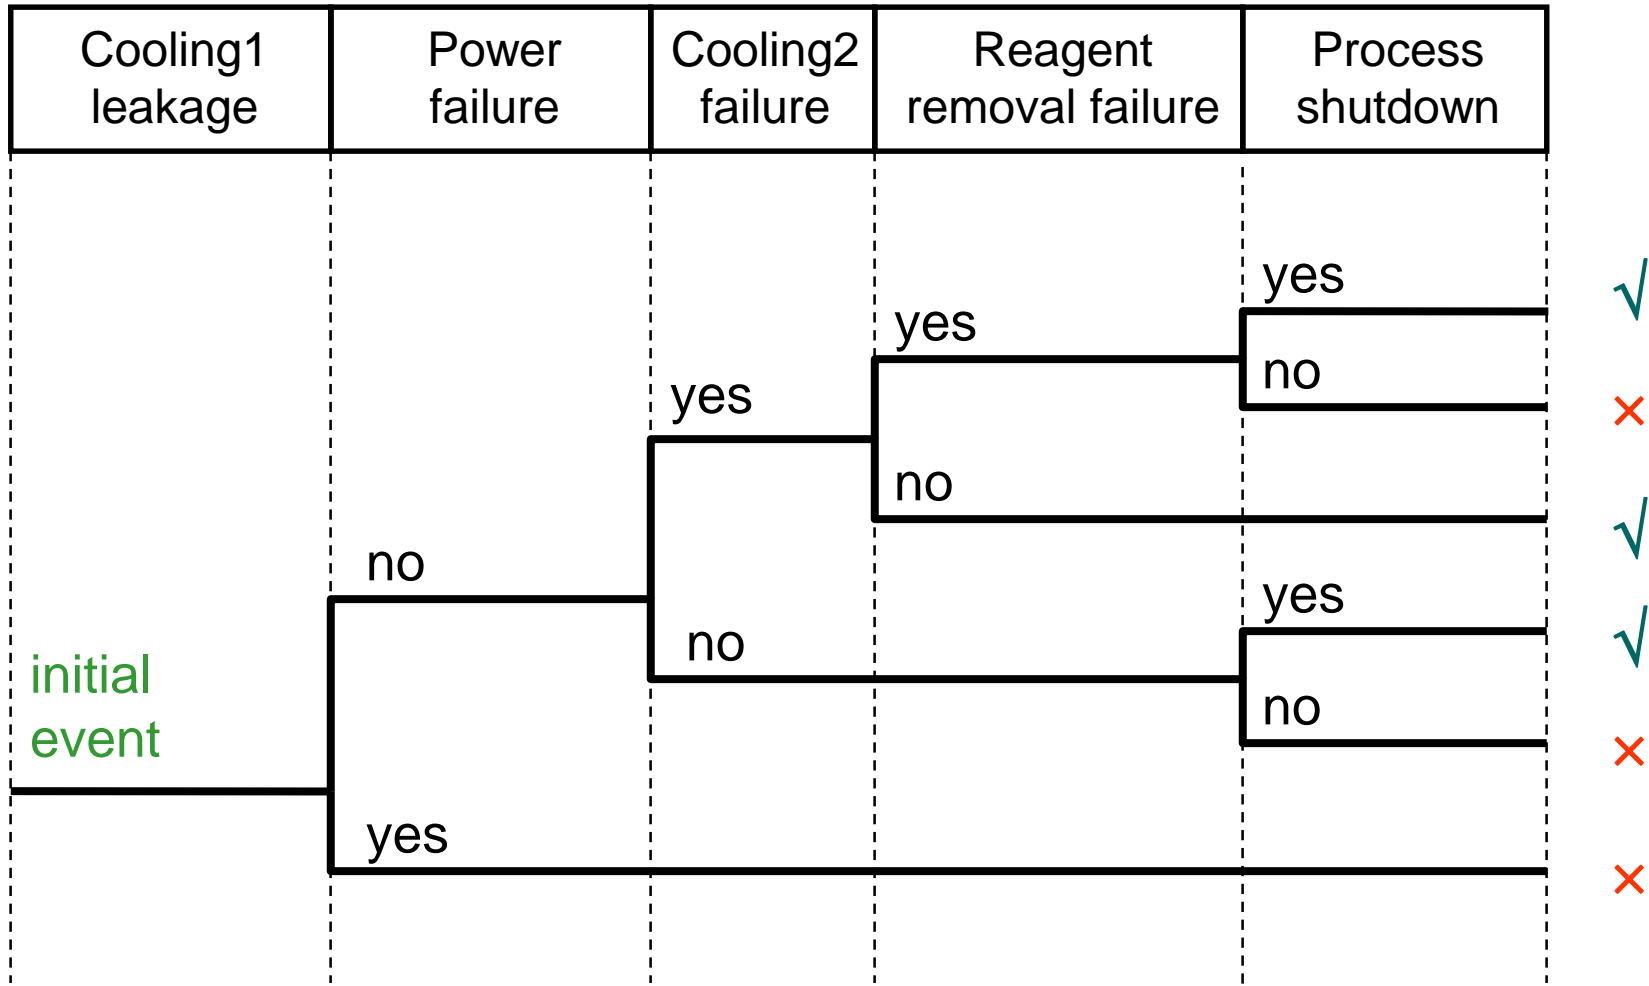 Cooling1
leakage
Power
failure
Cooling2
failure
Reagent
removal failure
Process
shutdown
yes
√
yes
no
yes
×
no
√
no
yes
√
no
initial
event
no
×
yes
×